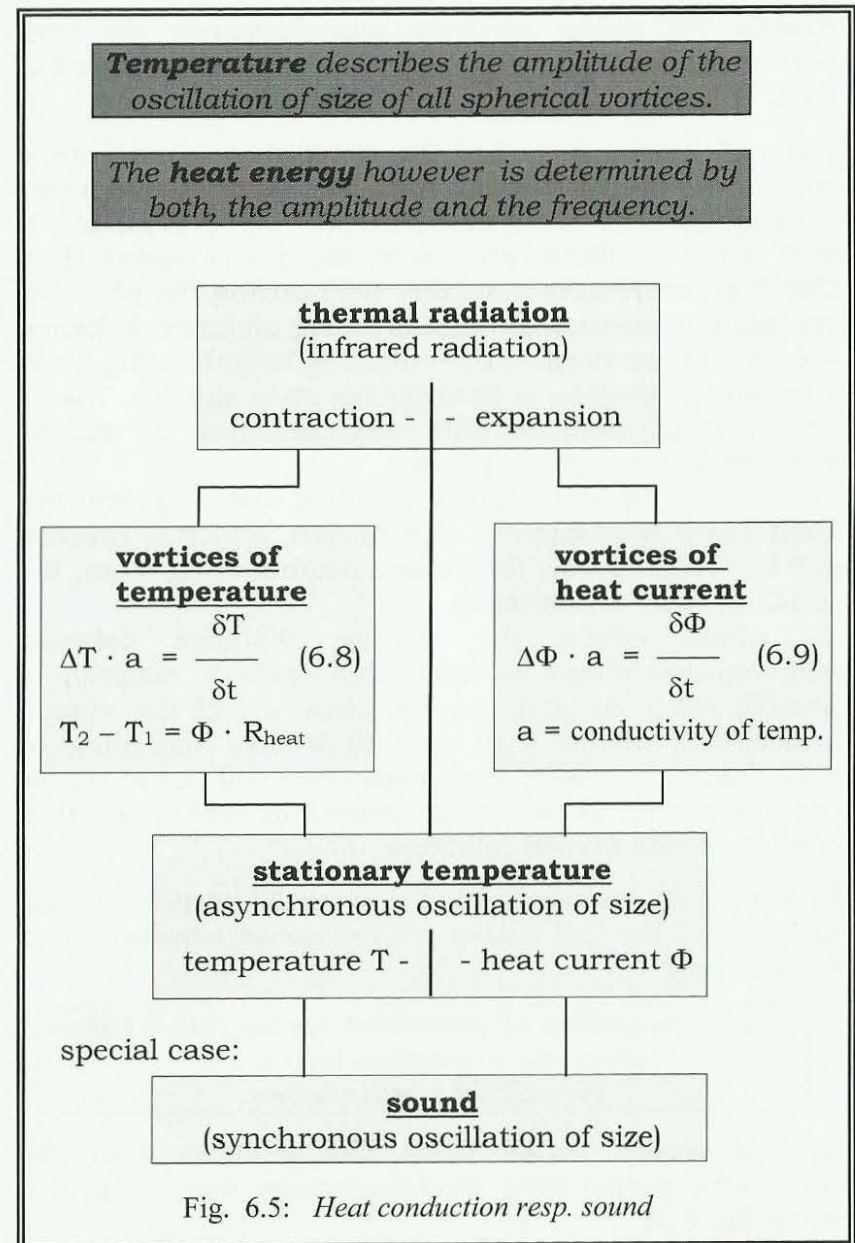 Temperature describes the amplitude of the
oscillation of size of all spherical vortices.
The heat energy however is determined by
both, the amplitude and the frequency.
thermal radiation
(infrared radiation)
contraction - - expansion
vortices of
temperature
ΔT · a = δT/δt (6.8)
T₂ – T₁ = Φ · R_heat
vortices of
heat current
ΔΦ · a = δΦ/δt (6.9)
a = conductivity of temp.
stationary temperature
(asynchronous oscillation of size)
temperature T - - heat current Φ
special case:
sound
(synchronous oscillation of size)
Fig. 6.5: Heat conduction resp. sound